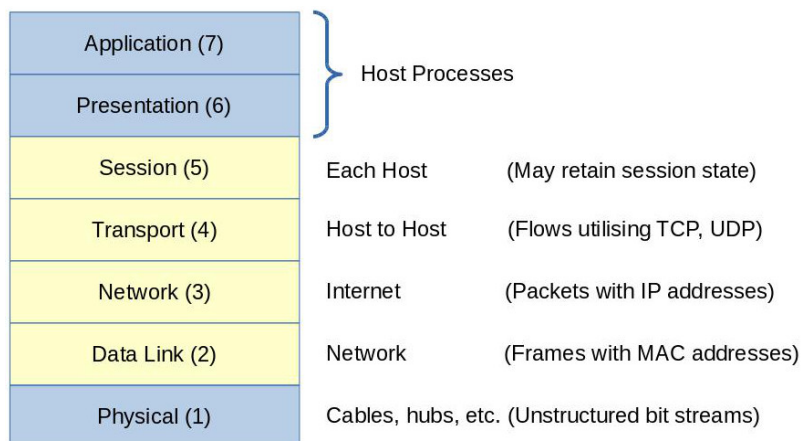 Application (7)
Host Processes
Presentation (6)
Session (5) Each Host (May retain session state)
Transport (4) Host to Host (Flows utilising TCP, UDP)
Network (3) Internet (Packets with IP addresses)
Data Link (2) Network (Frames with MAC addresses)
Physical (1) Cables, hubs, etc. (Unstructured bit streams)